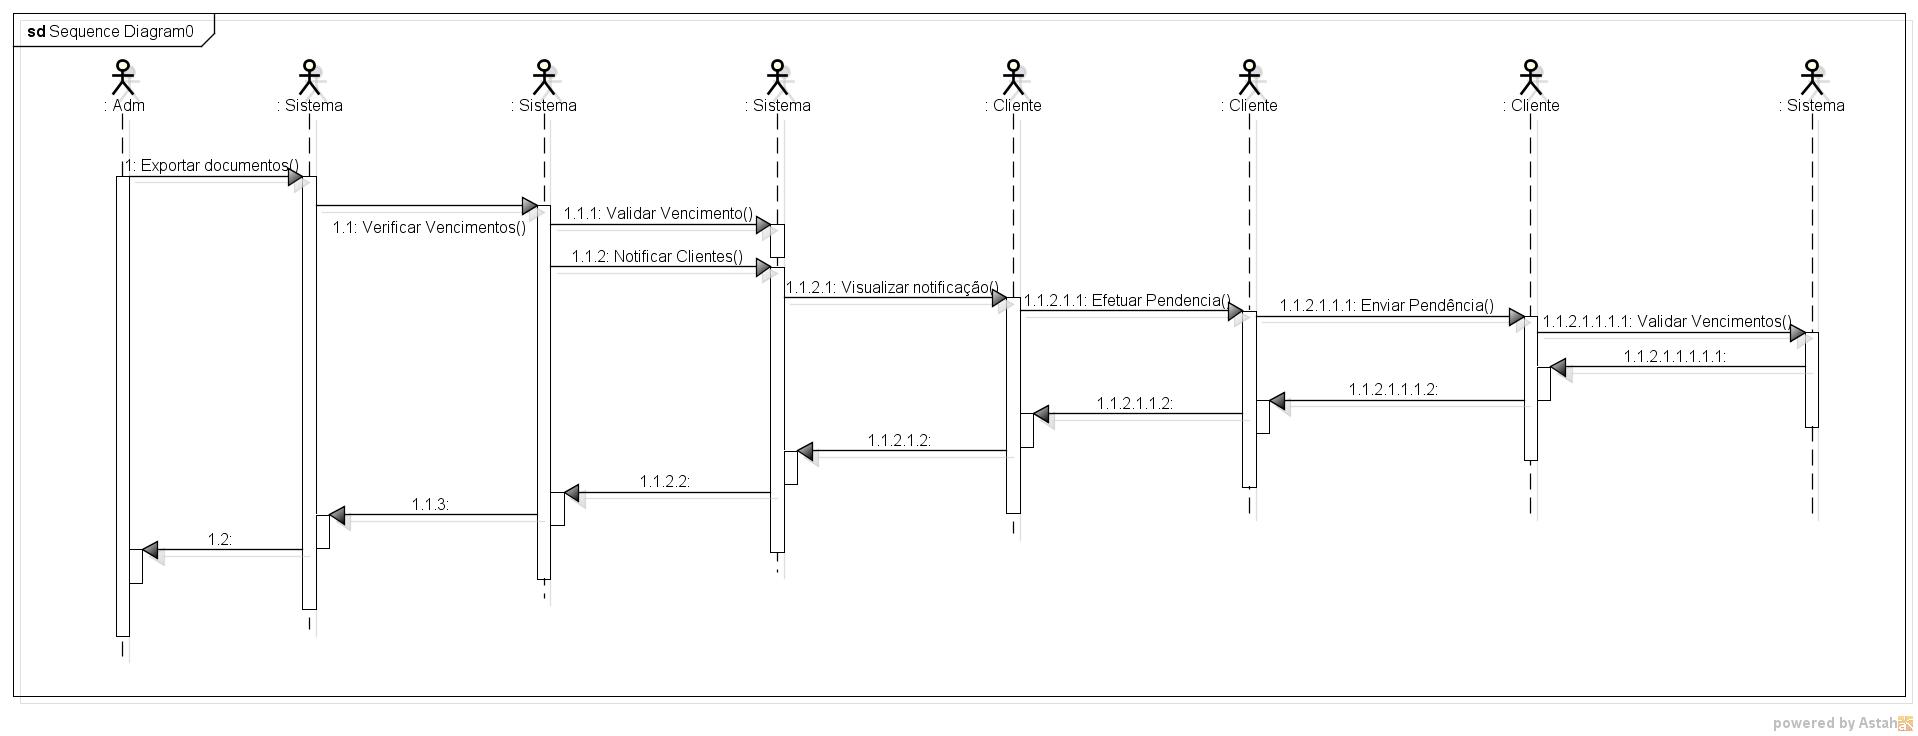 sd Sequence Diagram0
: Adm
: Sistema
: Sistema
: Sistema
: Cliente
: Cliente
: Cliente
: Sistema
1: Exportar documentos()
1.1: Verificar Vencimentos()
1.1.1: Validar Vencimento()
1.1.2: Notificar Clientes()
1.1.2.1: Visualizar notificação()
1.1.2.1.1: Efetuar Pendencia()
1.1.2.1.1.1: Enviar Pendência()
1.1.2.1.1.1.1: Validar Vencimentos()
1.1.2.1.1.1.1.1:
1.1.2.1.1.1.2:
1.1.2.1.1.2:
1.1.2.1.2:
1.1.2.2:
1.1.3:
1.2:
powered by Astah